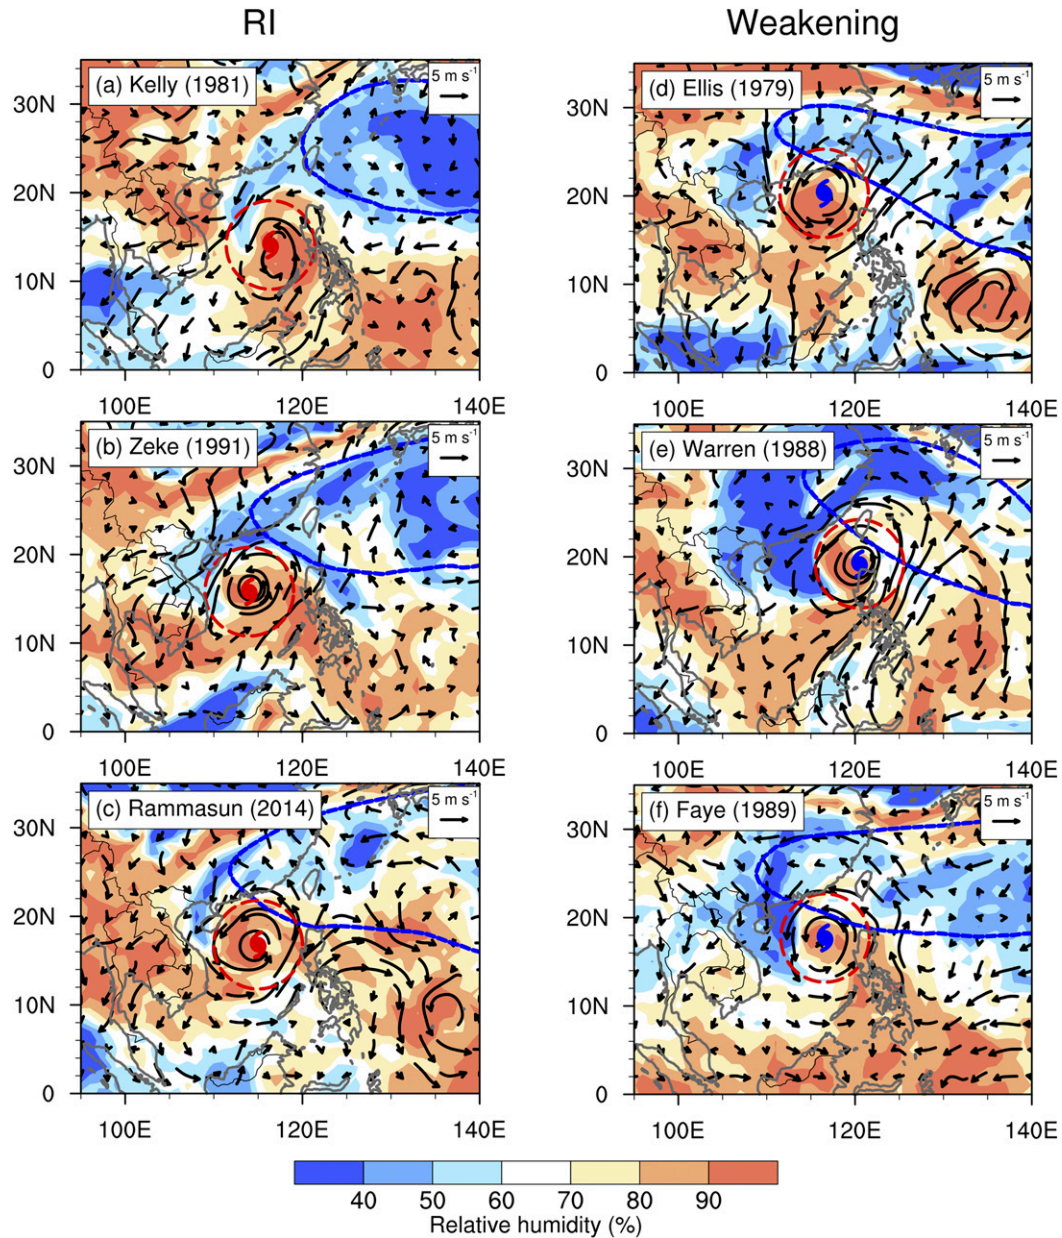 RI
Weakening
(a) Kelly (1981)
5 m s⁻¹
30N
20N
10N
0
100E 120E 140E
(d) Ellis (1979)
5 m s⁻¹
30N
20N
10N
0
100E 120E 140E
(b) Zeke (1991)
5 m s⁻¹
30N
20N
10N
0
100E 120E 140E
(e) Warren (1988)
5 m s⁻¹
30N
20N
10N
0
100E 120E 140E
(c) Rammasun (2014)
5 m s⁻¹
30N
20N
10N
0
100E 120E 140E
(f) Faye (1989)
5 m s⁻¹
30N
20N
10N
0
100E 120E 140E
40 50 60 70 80 90
Relative humidity (%)